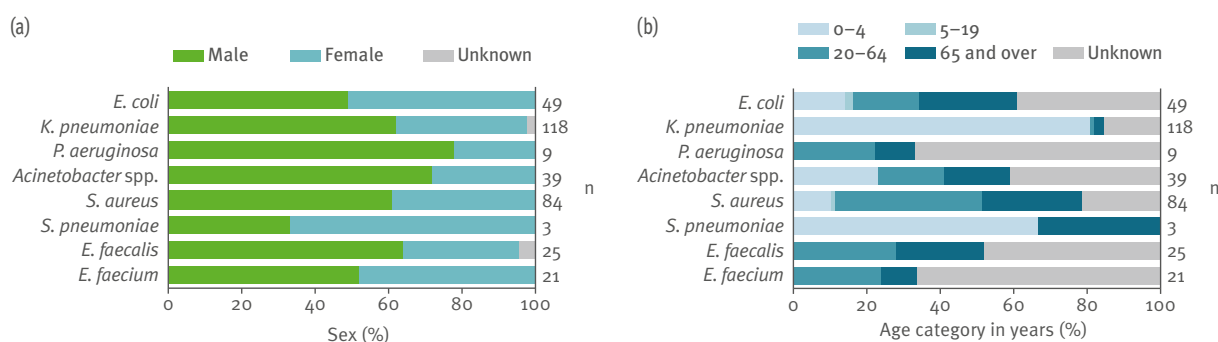 (a)
Male Female Unknown
E. coli 49
K. pneumoniae 118
P. aeruginosa 9
Acinetobacter spp. 39
n
S. aureus 84
S. pneumoniae 3
E. faecalis 25
E. faecium 21
0 20 40 60 80 100
Sex (%)
(b)
0–4 5–19
20–64 65 and over Unknown
E. coli 49
K. pneumoniae 118
P. aeruginosa 9
Acinetobacter spp. 39
n
S. aureus 84
S. pneumoniae 3
E. faecalis 25
E. faecium 21
0 20 40 60 80 100
Age category in years (%)